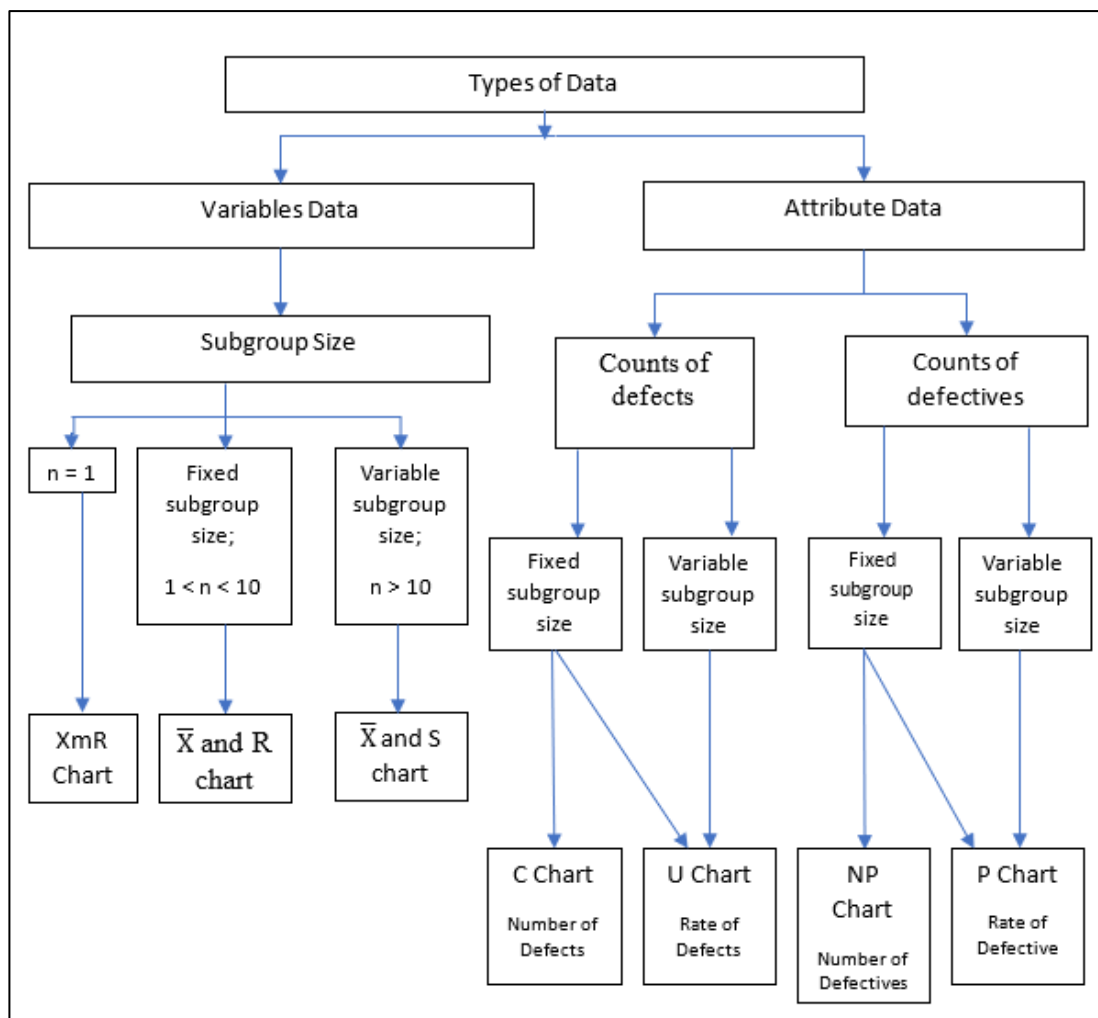 Types of Data
Variables Data
Attribute Data
Subgroup Size
Counts of
defects
Counts of
defectives
n = 1
Fixed
subgroup
size;
1 < n < 10
Variable
subgroup
size;
n > 10
Fixed
subgroup
size
Variable
subgroup
size
Fixed
subgroup
size
Variable
subgroup
size
XmR
Chart
X̅ and R
chart
X̅ and S
chart
C Chart
Number of
Defects
U Chart
Rate of
Defects
NP
Chart
Number of
Defectives
P Chart
Rate of
Defective